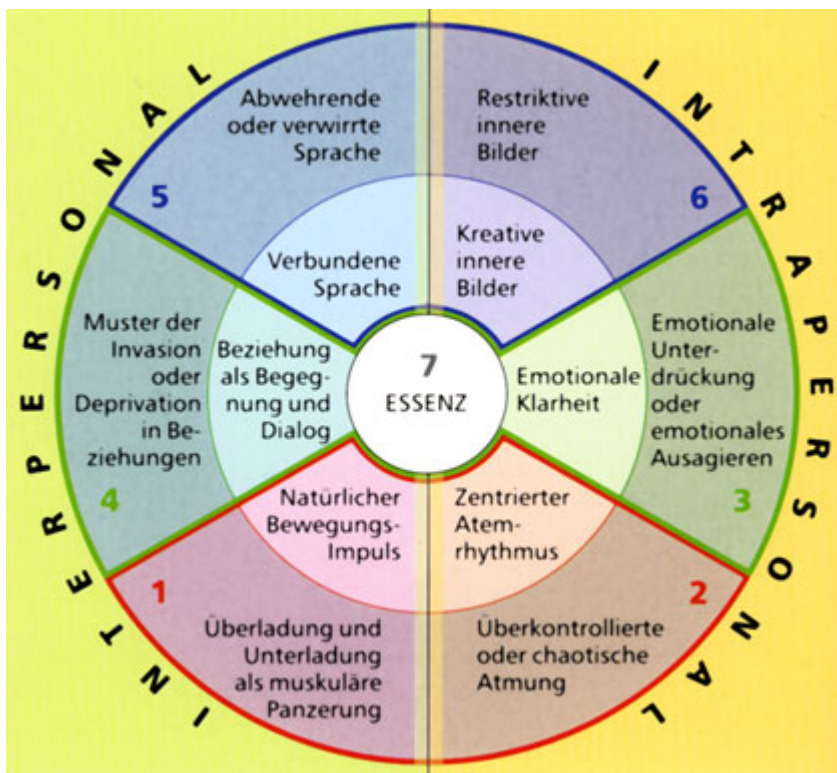 INTERPERSONAL
INTRAPERSONAL
Abwehrende
oder verwirrte
Sprache
5
Restriktive
innere
Bilder
6
Verbundene
Sprache
Kreative
innere
Bilder
Muster der
Invasion
oder
Deprivation
in Be-
ziehungen
4
Beziehung
als Begeg-
nung und
Dialog
7
ESSENZ
Emotionale
Klarheit
Emotionale
Unter-
drückung
oder
emotionales
Ausagieren
3
Natürlicher
Bewegungs-
Impuls
Zentrierter
Atem-
rhythmus
1
Überladung und
Unterladung
als muskuläre
Panzerung
2
Überkontrollierte
oder chaotische
Atmung